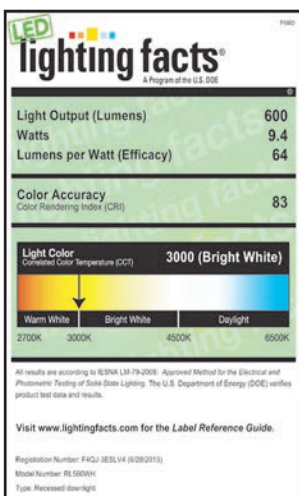 Halo
LED
lighting facts®
A Program of the U.S. DOE
Light Output (Lumens) 600
Watts 9.4
Lumens per Watt (Efficacy) 64
Color Accuracy 83
Color Rendering Index (CRI)
Light Color
Correlated Color Temperature (CCT) 3000 (Bright White)
Warm White Bright White Daylight
2700K 3000K 4500K 6500K
All results are according to IESNA LM-79-2008: Approved Method for the Electrical and
Photometric Testing of Solid-State Lighting. The U.S. Department of Energy (DOE) verifies
product test data and results.
Visit www.lightingfacts.com for the Label Reference Guide.
Registration Number: F4QJ-3ESLV4 (6/28/2013)
Model Number: RL560WH
Type: Recessed downlight